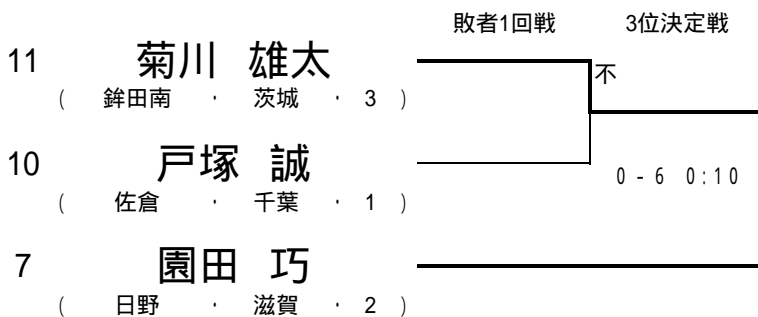 敗者1回戦 3位決定戦
11 菊川 雄太
( 鉾田南 ・ 茨城 ・ 3 )
不
10 戸塚 誠
( 佐倉 ・ 千葉 ・ 1 )
0 - 6 0:10
7 園田 巧
( 日野 ・ 滋賀 ・ 2 )